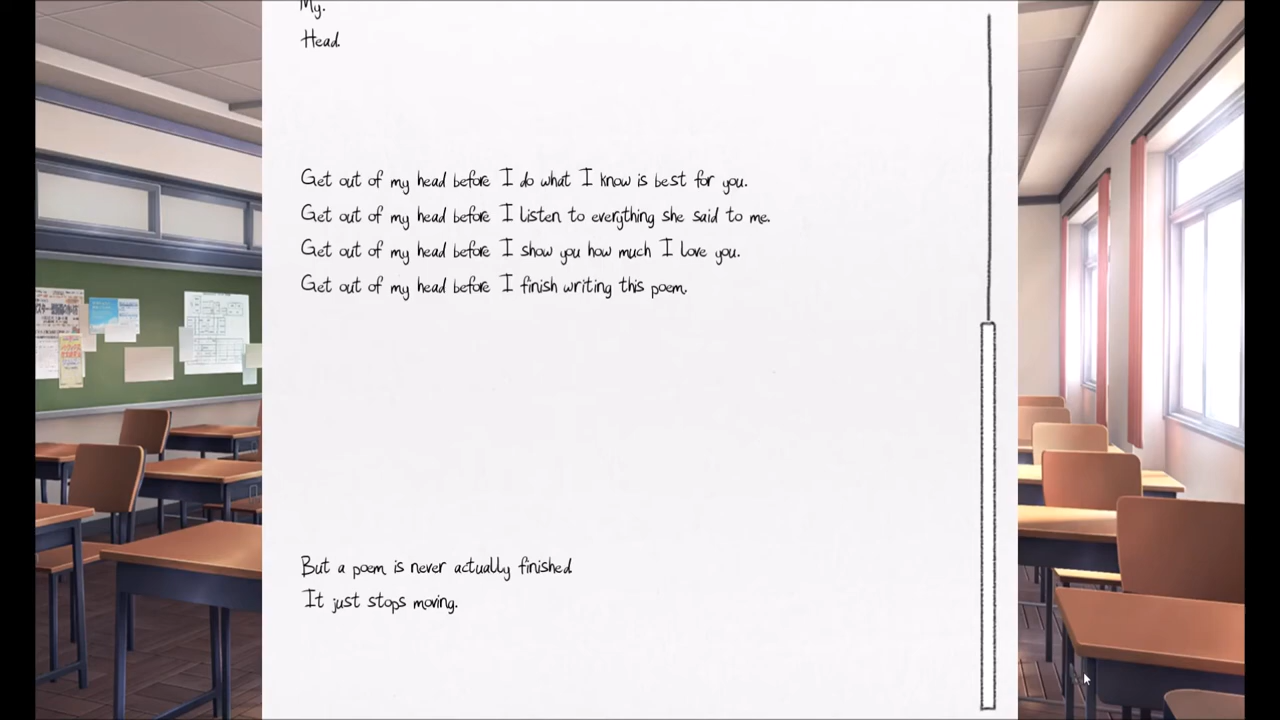 My.
Head.
Get out of my head before I do what I know is best for you.
Get out of my head before I listen to everything she said to me.
Get out of my head before I show you how much I love you.
Get out of my head before I finish writing this poem.
But a poem is never actually finished
It just stops moving.